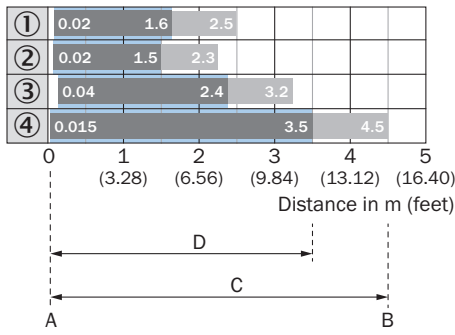 ① 0.02 1.6 2.5
② 0.02 1.5 2.3
③ 0.04 2.4 3.2
④ 0.015 3.5 4.5
0 1 2 3 4 5
(3.28) (6.56) (9.84) (13.12) (16.40)
Distance in m (feet)
D
C
A B